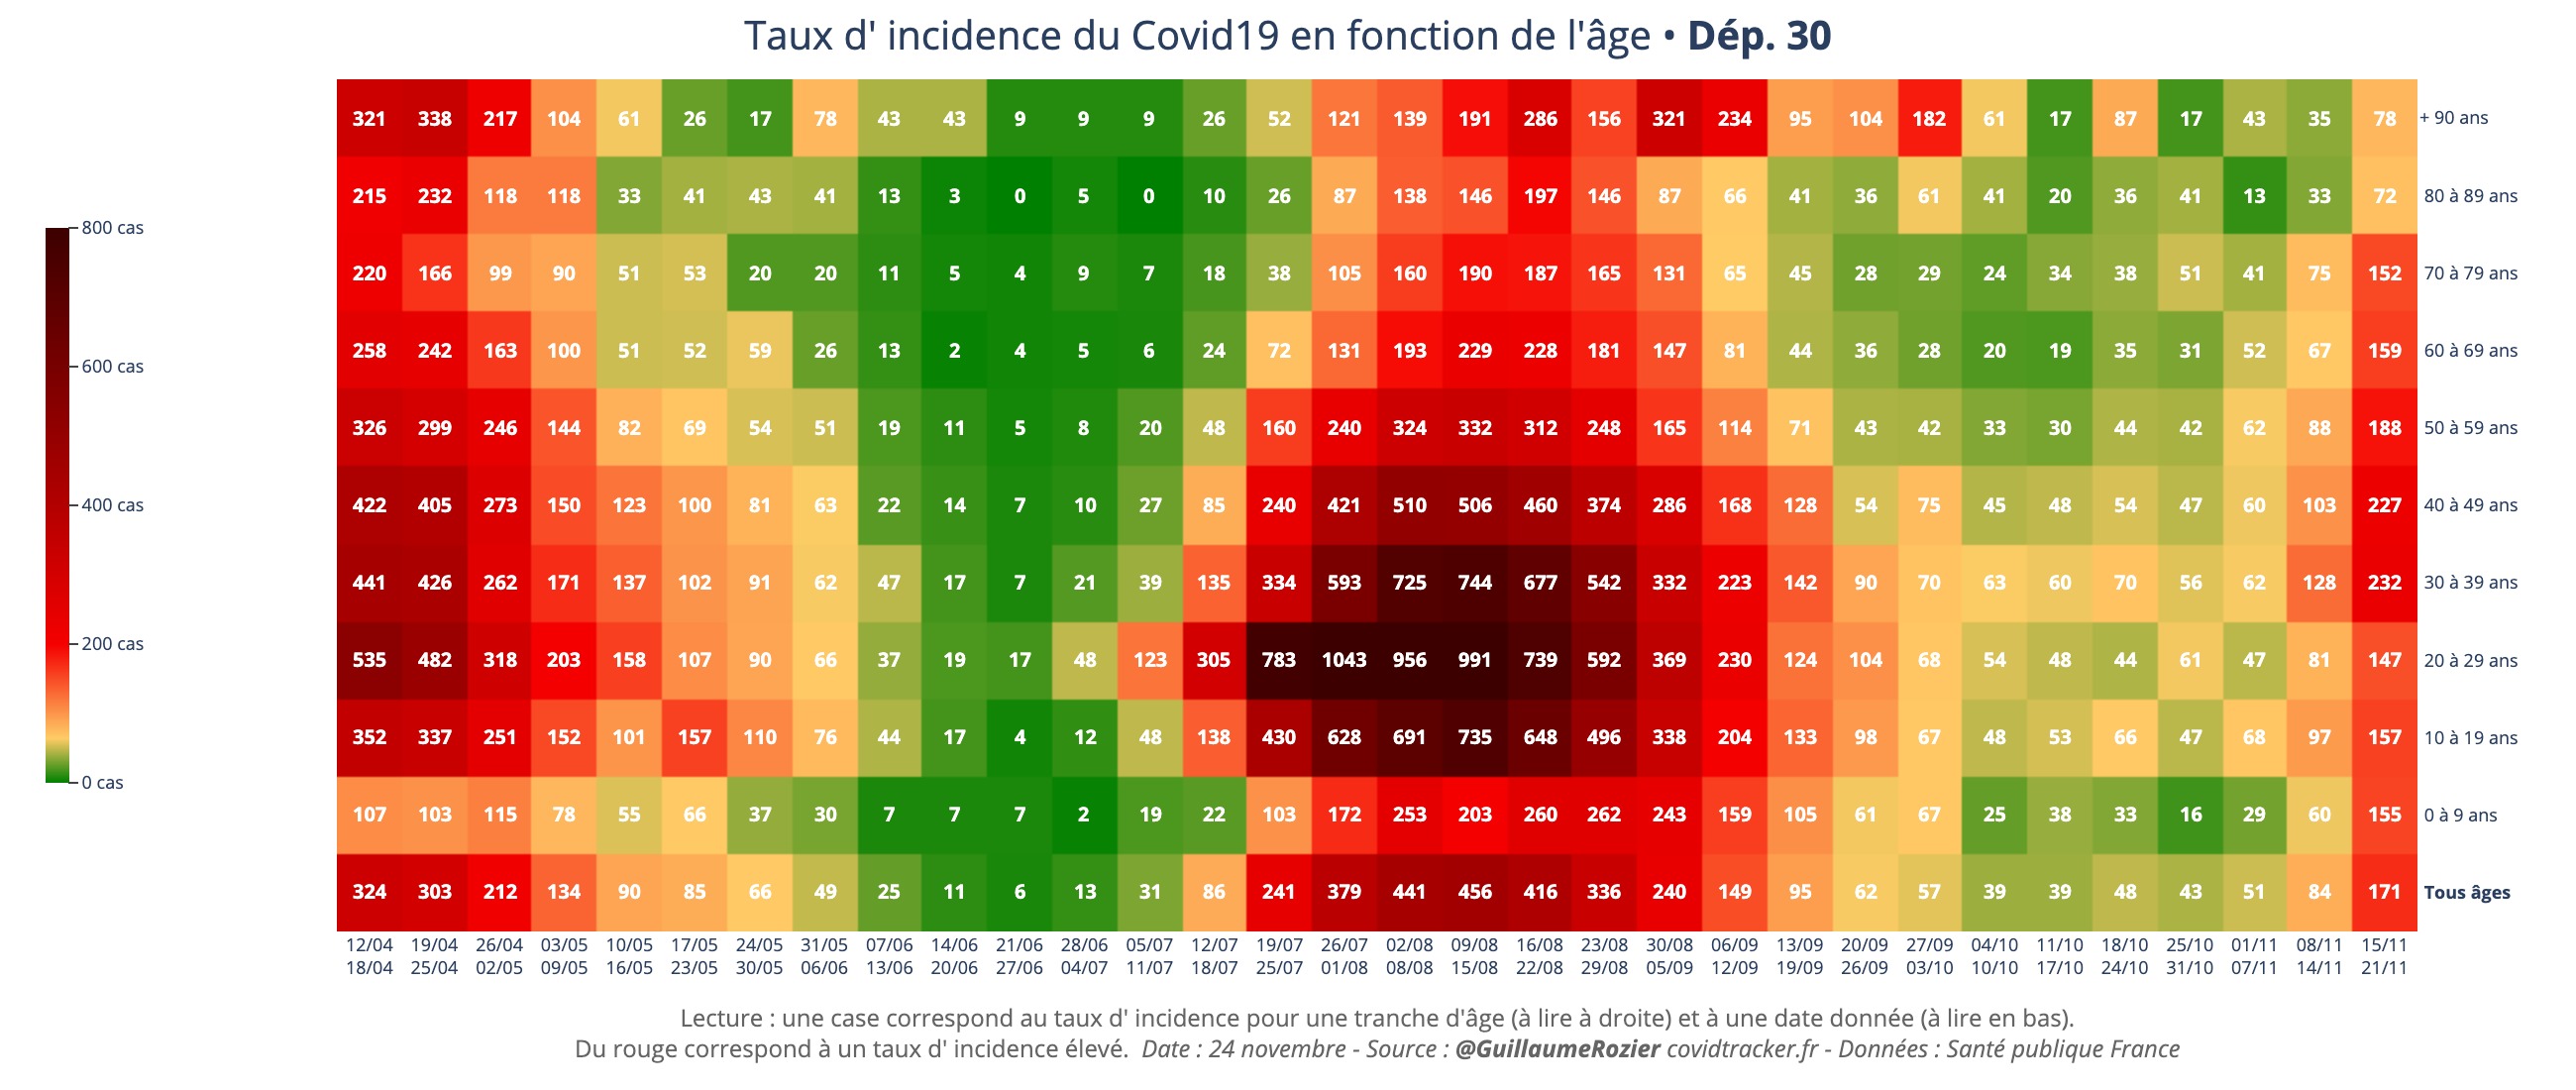 Taux d' incidence du Covid19 en fonction de l'âge • Dép. 30
800 cas
600 cas
400 cas
200 cas
0 cas
321 338 217 104 61 26 17 78 43 43 9 9 9 26 52 121 139 191 286 156 321 234 95 104 182 61 17 87 17 43 35 78 + 90 ans
215 232 118 118 33 41 43 41 13 3 0 5 0 10 26 87 138 146 197 146 87 66 41 36 61 41 20 36 41 13 33 72 80 à 89 ans
220 166 99 90 51 53 20 20 11 5 4 9 7 18 38 105 160 190 187 165 131 65 45 28 29 24 34 38 51 41 75 152 70 à 79 ans
258 242 163 100 51 52 59 26 13 2 4 5 6 24 72 131 193 229 228 181 147 81 44 36 28 20 19 35 31 52 67 159 60 à 69 ans
326 299 246 144 82 69 54 51 19 11 5 8 20 48 160 240 324 332 312 248 165 114 71 43 42 33 30 44 42 62 88 188 50 à 59 ans
422 405 273 150 123 100 81 63 22 14 7 10 27 85 240 421 510 506 460 374 286 168 128 54 75 45 48 54 47 60 103 227 40 à 49 ans
441 426 262 171 137 102 91 62 47 17 7 21 39 135 334 593 725 744 677 542 332 223 142 90 70 63 60 70 56 62 128 232 30 à 39 ans
535 482 318 203 158 107 90 66 37 19 17 48 123 305 783 1043 956 991 739 592 369 230 124 104 68 54 48 44 61 47 81 147 20 à 29 ans
352 337 251 152 101 157 110 76 44 17 4 12 48 138 430 628 691 735 648 496 338 204 133 98 67 48 53 66 47 68 97 157 10 à 19 ans
107 103 115 78 55 66 37 30 7 7 7 2 19 22 103 172 253 203 260 262 243 159 105 61 67 25 38 33 16 29 60 155 0 à 9 ans
324 303 212 134 90 85 66 49 25 11 6 13 31 86 241 379 441 456 416 336 240 149 95 62 57 39 39 48 43 51 84 171 Tous âges
12/04 19/04 26/04 03/05 10/05 17/05 24/05 31/05 07/06 14/06 21/06 28/06 05/07 12/07 19/07 26/07 02/08 09/08 16/08 23/08 30/08 06/09 13/09 20/09 27/09 04/10 11/10 18/10 25/10 01/11 08/11 15/11
18/04 25/04 02/05 09/05 16/05 23/05 30/05 06/06 13/06 20/06 27/06 04/07 11/07 18/07 25/07 01/08 08/08 15/08 22/08 29/08 05/09 12/09 19/09 26/09 03/10 10/10 17/10 24/10 31/10 07/11 14/11 21/11
Lecture : une case correspond au taux d' incidence pour une tranche d'âge (à lire à droite) et à une date donnée (à lire en bas).
Du rouge correspond à un taux d' incidence élevé. Date : 24 novembre - Source : @GuillaumeRozier covidtracker.fr - Données : Santé publique France